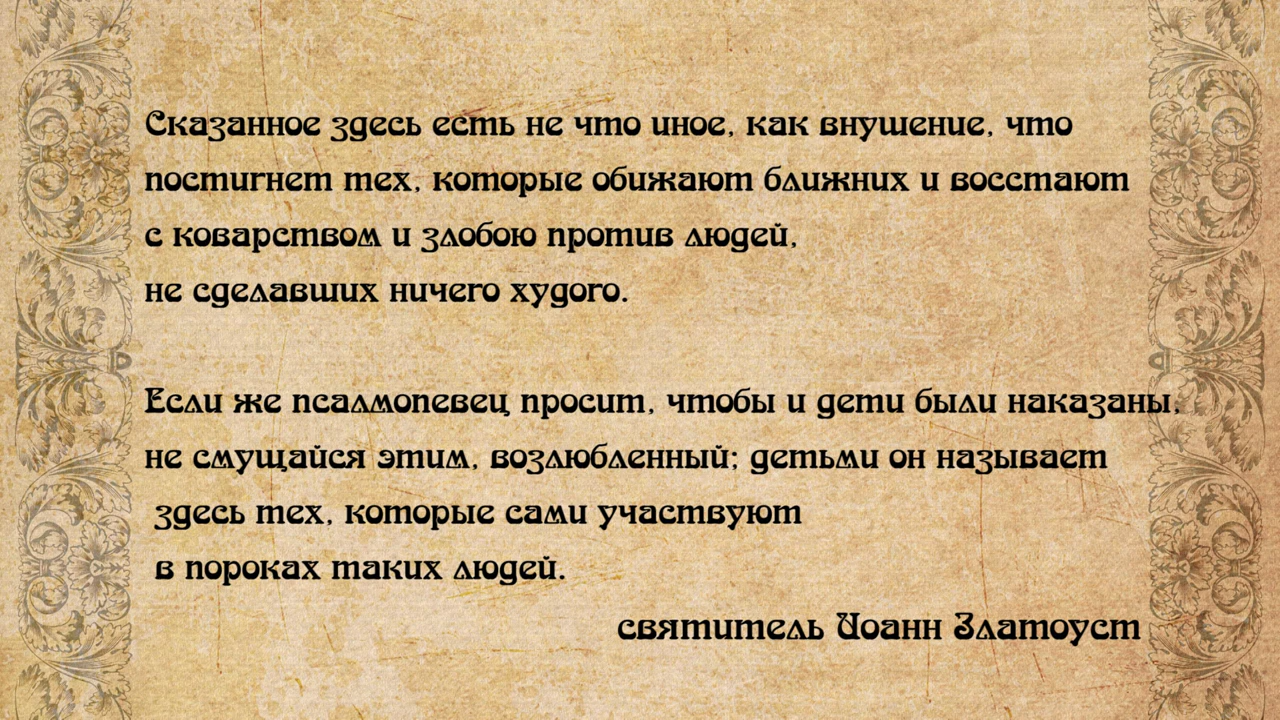 Сказанное здесь есть не что иное, как внушение, что
постигнет тех, которые обижают ближних и восстают
с коварством и злобою против людей,
не сделавших ничего худого.
Если же псалмопевец просит, чтобы и дети были наказаны,
не смущайся этим, возлюбленный; детьми он называет
здесь тех, которые сами участвуют
в пороках таких людей.
святитель Иоанн Златоуст